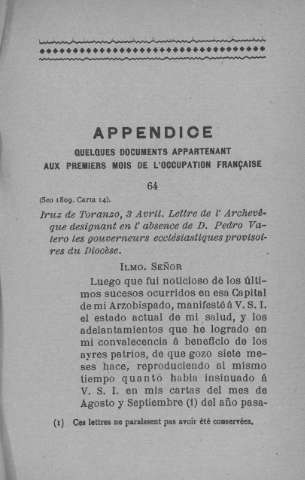 APPENDICE
QUELQUES DOCUMENTS APPARTENANT
AUX PREMIERS MOIS DE L'OCCUPATION FRANÇAISE
64
(Seo 1809. Carta 14).
Iruz de Toranzo, 3 Avril. Lettre de l' Archevê-
que designant en l' absence de D. Pedro Va-
lero les gouverneurs ecclésiastiques provisoi-
res du Diocèse.
ILMO. SEÑOR
Luego que fui noticioso de los últi-
mos sucesos ocurridos en esa Capital
de mi Arzobispado, manifesté á V. S. I.
el estado actual de mi salud, y los
adelantamientos que he logrado en
mi convalecencia á beneficio de los
ayres patrios, de que gozo siete me-
ses hace, reproduciendo al mismo
tiempo quanto habia insinuado á
V. S. I. en mis cartas del mes de
Agosto y Septiembre (1) del año pasa-
(1) Ces lettres ne paraissent pas avoir été conservées.